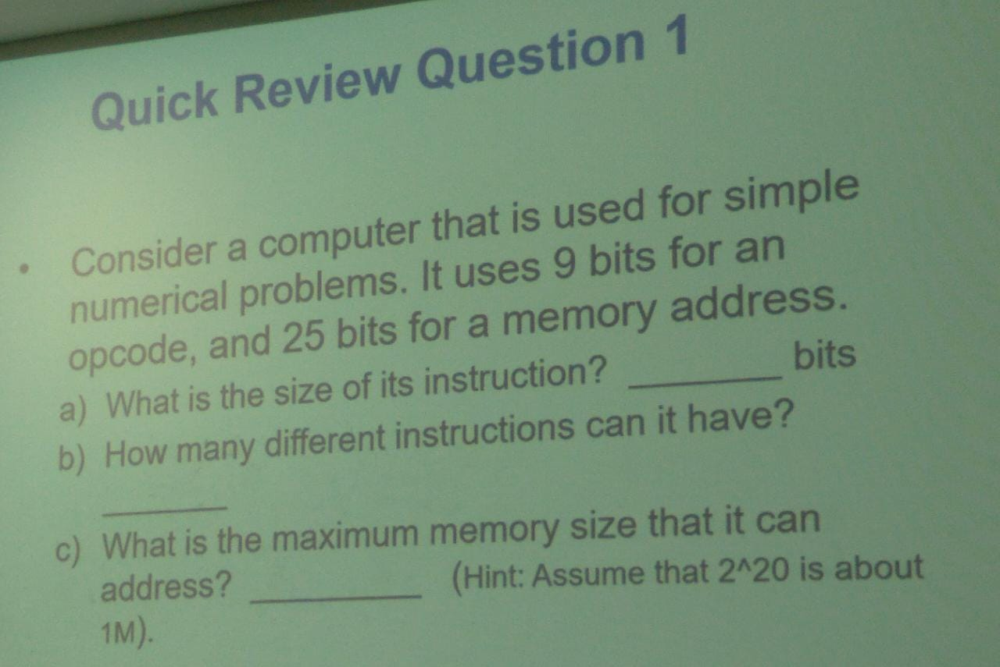 Quick Review Question 1
• Consider a computer that is used for simple
numerical problems. It uses 9 bits for an
opcode, and 25 bits for a memory address.
a) What is the size of its instruction? ________ bits
b) How many different instructions can it have?
________
c) What is the maximum memory size that it can
address? ________ (Hint: Assume that 2^20 is about
1M).